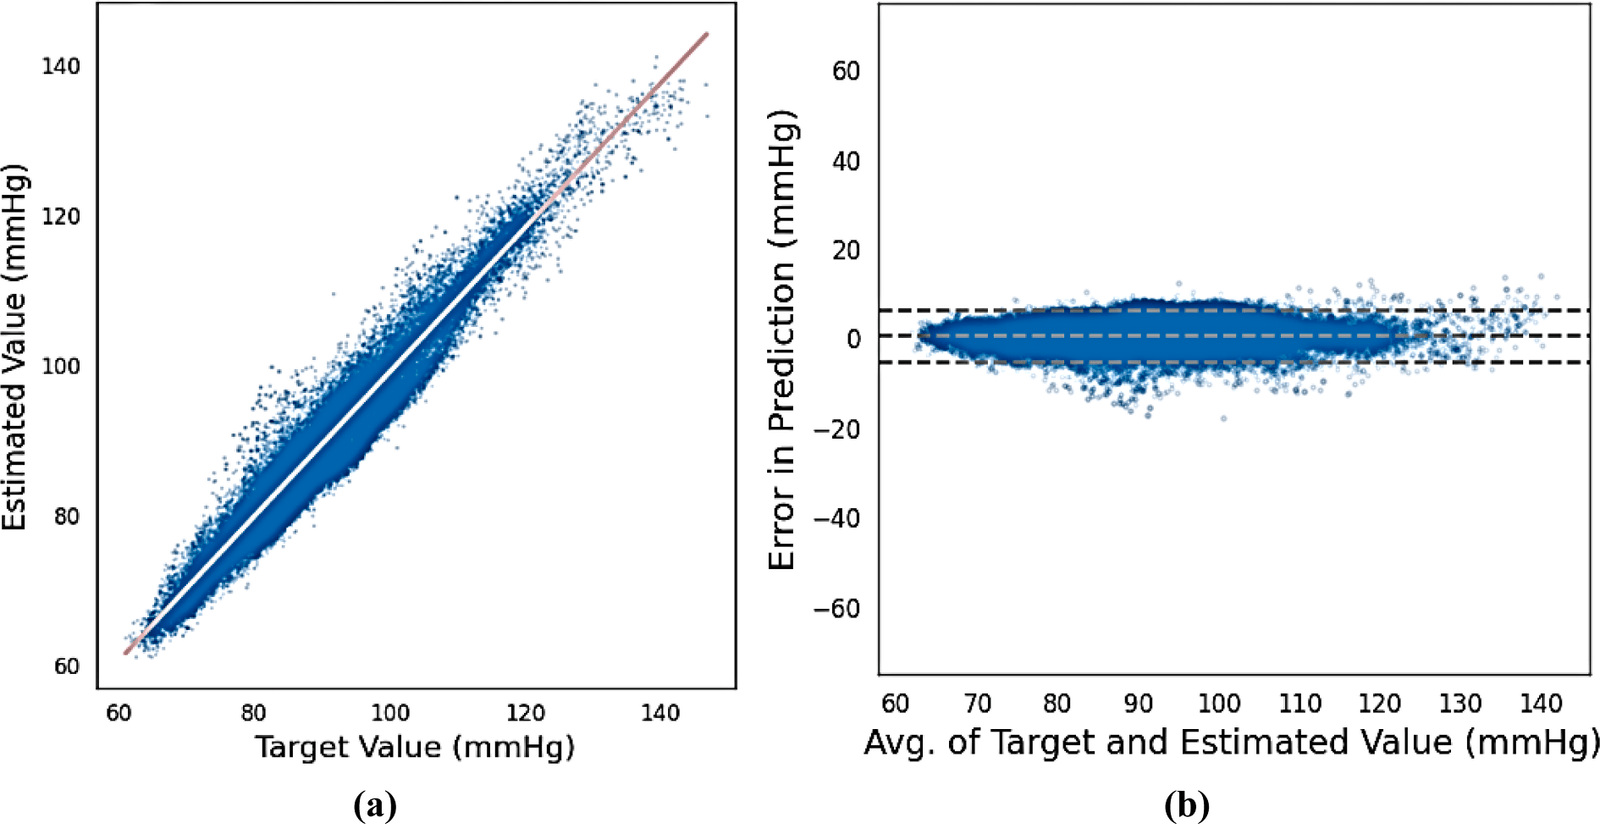 Estimated Value (mmHg)
140
120
100
80
60
60 80 100 120 140
Target Value (mmHg)
(a)
Error in Prediction (mmHg)
60
40
20
0
−20
−40
−60
60 70 80 90 100 110 120 130 140
Avg. of Target and Estimated Value (mmHg)
(b)